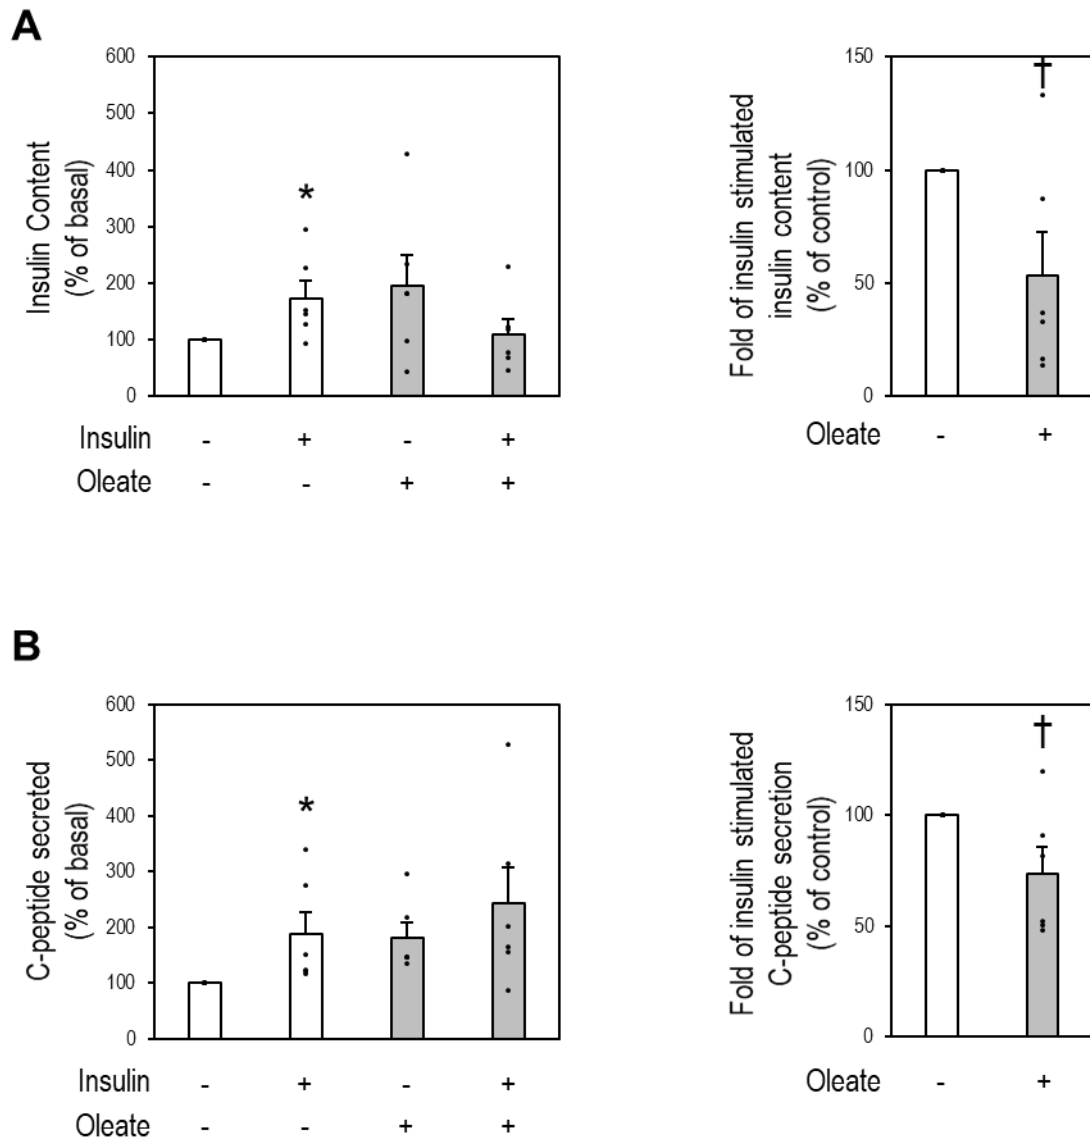 A
Insulin Content
(% of basal)
600
500
400
300
200
100
0
*
Insulin - + - +
Oleate - - + +
Fold of insulin stimulated
insulin content
(% of control)
150
100
50
0
†
Oleate - +
B
C-peptide secreted
(% of basal)
600
500
400
300
200
100
0
*
Insulin - + - +
Oleate - - + +
Fold of insulin stimulated
C-peptide secretion
(% of control)
150
100
50
0
†
Oleate - +